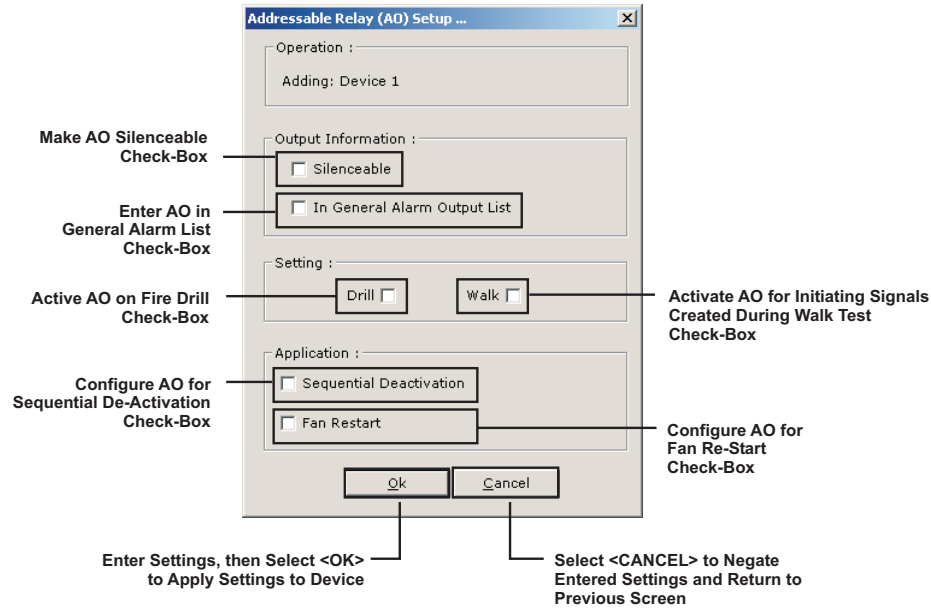 Addressable Relay (AO) Setup ...
Operation :
Adding: Device 1
Make AO Silenceable
Check-Box
Output Information :
Silenceable
Enter AO in
General Alarm List
Check-Box
In General Alarm Output List
Setting :
Active AO on Fire Drill
Check-Box
Drill
Walk
Activate AO for Initiating Signals
Created During Walk Test
Check-Box
Application :
Configure AO for
Sequential De-Activation
Check-Box
Sequential Deactivation
Fan Restart
Configure AO for
Fan Re-Start
Check-Box
Ok
Cancel
Enter Settings, then Select <OK>
to Apply Settings to Device
Select <CANCEL> to Negate
Entered Settings and Return to
Previous Screen